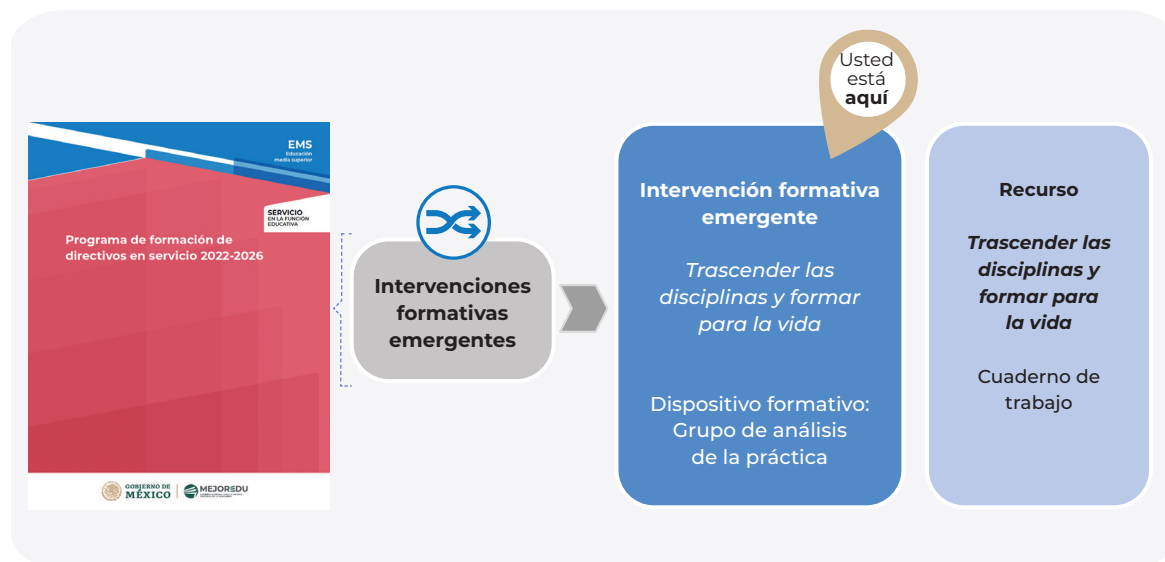 Usted
está
aquí
EMS
Educación
media superior
SERVICIO
EN LA FUNCIÓN
EDUCATIVA
Programa de formación de
directivos en servicio 2022-2026
GOBIERNO DE
MÉXICO
MEJOREDU
Intervenciones
formativas
emergentes
Intervención formativa
emergente
Trascender las
disciplinas y formar
para la vida
Dispositivo formativo:
Grupo de análisis
de la práctica
Recurso
Trascender las
disciplinas y
formar para
la vida
Cuaderno de
trabajo